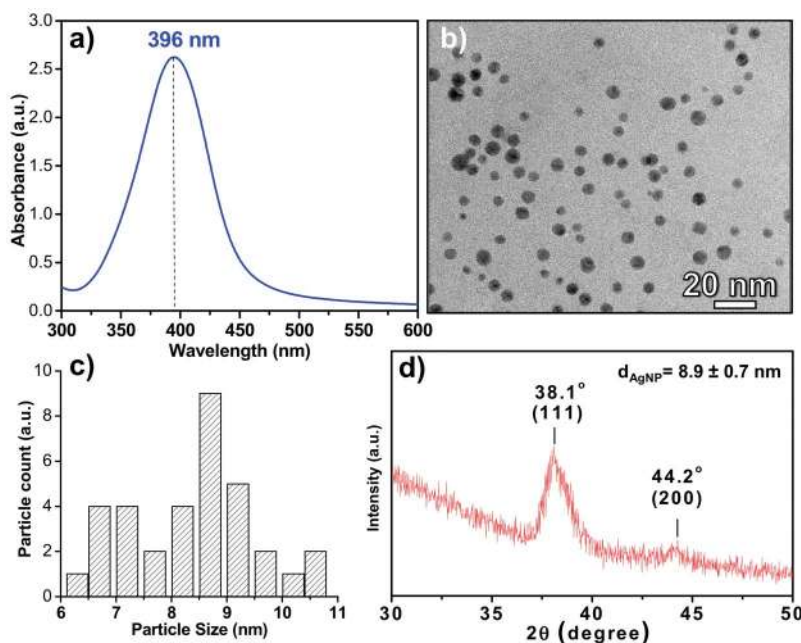 a)
396 nm
3.0
2.5
2.0
1.5
1.0
0.5
0.0
Absorbance (a.u.)
300 350 400 450 500 550 600
Wavelength (nm)
b)
20 nm
c)
10
8
6
4
2
0
Particle count (a.u.)
6 7 8 9 10 11
Particle Size (nm)
d)
dAgNP= 8.9 ± 0.7 nm
38.1°
(111)
44.2°
(200)
Intensity (a.u.)
30 35 40 45 50
2θ (degree)